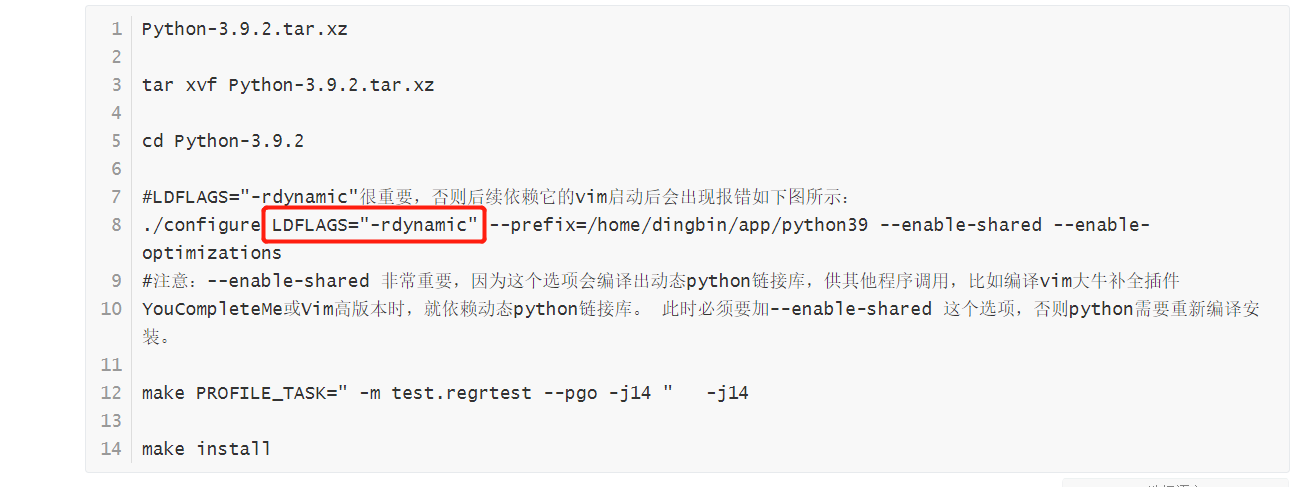 1 Python-3.9.2.tar.xz
2
3 tar xvf Python-3.9.2.tar.xz
4
5 cd Python-3.9.2
6
7 #LDFLAGS="-rdynamic"很重要，否则后续依赖它的vim启动后会出现报错如下图所示：
8 ./configure LDFLAGS="-rdynamic" --prefix=/home/dingbin/app/python39 --enable-shared --enable-
optimizations
9 #注意：--enable-shared 非常重要，因为这个选项会编译出动态python链接库，供其他程序调用，比如编译vim大牛补全插件
10 YouCompleteMe或Vim高版本时，就依赖动态python链接库。 此时必须要加--enable-shared 这个选项，否则python需要重新编译安
装。
11
12 make PROFILE_TASK=" -m test.regrtest --pgo -j14 "   -j14
13
14 make install